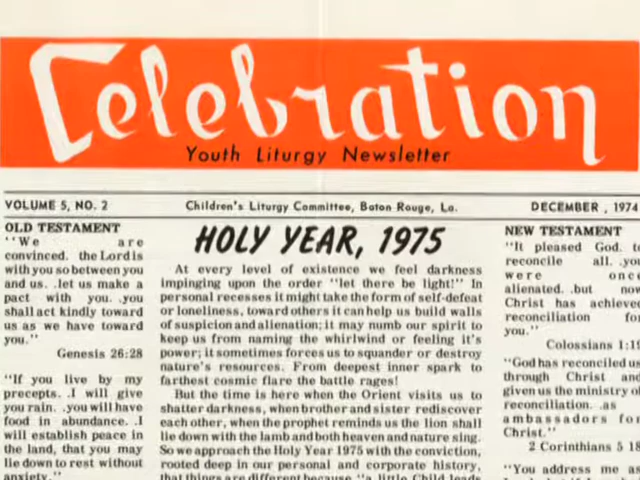 Celebration
Youth Liturgy Newsletter
VOLUME 5, NO. 2
Children's Liturgy Committee, Baton Rouge, La.
DECEMBER , 1974
OLD TESTAMENT
"We are
convinced. the Lord is
with you so between you
and us. .let us make a
pact with you. .you
shall act kindly toward
us as we have toward
you."
Genesis 26:28
"If you live by my
precepts. .I will give
you rain. .you will have
food in abundance. .I
will establish peace in
the land, that you may
lie down to rest without
anxiety."
HOLY YEAR, 1975
At every level of existence we feel darkness
impinging upon the order "let there be light!" In
personal recesses it might take the form of self-defeat
or loneliness, toward others it can help us build walls
of suspicion and alienation; it may numb our spirit to
keep us from naming the whirlwind or feeling it's
power; it sometimes forces us to squander or destroy
nature's resources. From deepest inner spark to
farthest cosmic flare the battle rages!
But the time is here when the Orient visits us to
shatter darkness, when brother and sister rediscover
each other, when the prophet reminds us the lion shall
lie down with the lamb and both heaven and nature sing.
So we approach the Holy Year 1975 with the conviction,
rooted deep in our personal and corporate history,
that things are different because "a little Child leads
NEW TESTAMENT
"It pleased God. to
reconcile all. .you
were once
alienated. .but now
Christ has achieved
reconciliation for
you."
Colossians 1:19
"God has reconciled us
through Christ and
given us the ministry of
reconciliation. .as
ambassadors for
Christ."
2 Corinthians 5 18
"You address me as